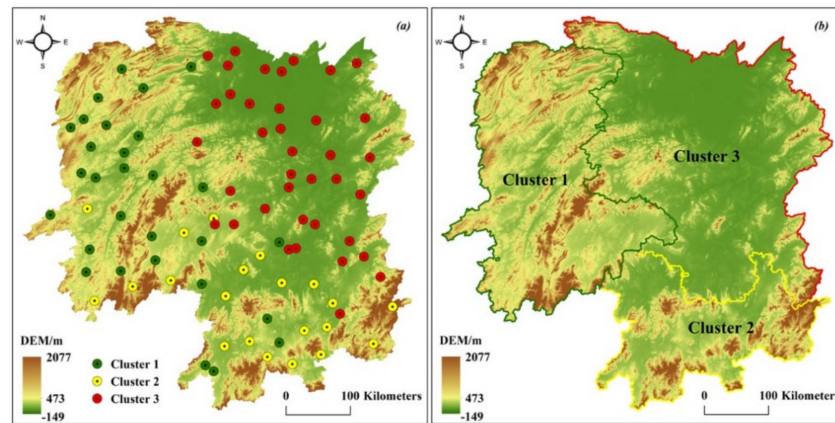 N
W E
S
(a)
DEM/m
2077
473
-149
Cluster 1
Cluster 2
Cluster 3
0 100 Kilometers
N
W E
S
(b)
Cluster 3
Cluster 1
Cluster 2
DEM/m
2077
473
-149
0 100 Kilometers